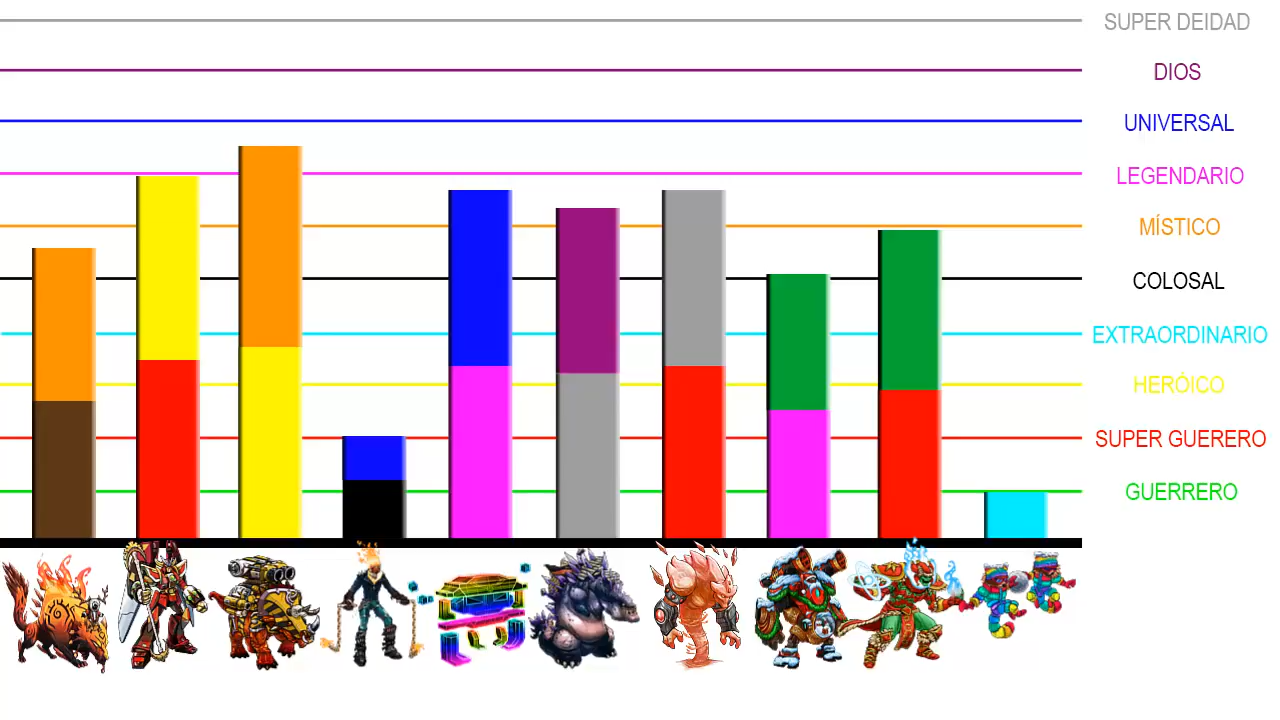 SUPER DEIDAD
DIOS
UNIVERSAL
LEGENDARIO
MÍSTICO
COLOSAL
EXTRAORDINARIO
HERÓICO
SUPER GUERERO
GUERRERO